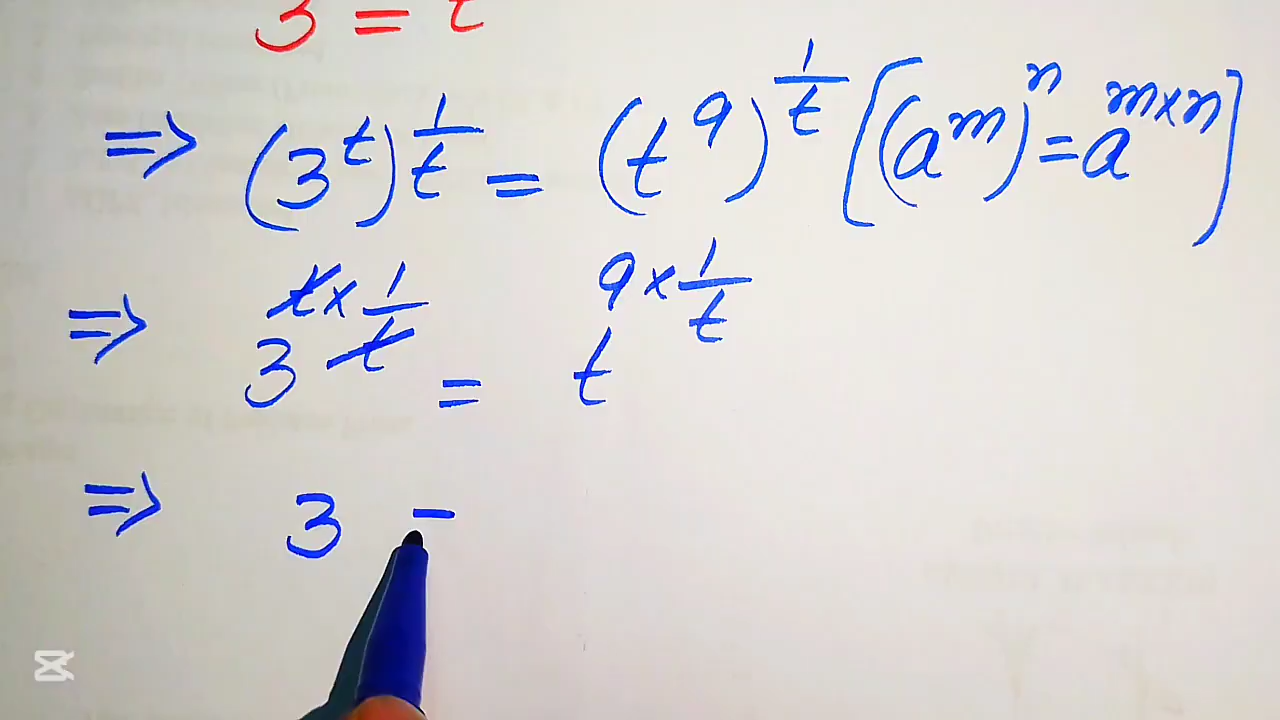 3 = t
⇒ (3^t)^(1/t) = (t^9)^(1/t) [(a^m)^n = a^(m×n)]
⇒ 3^(t×1/t) = t^(9×1/t)
⇒ 3 –